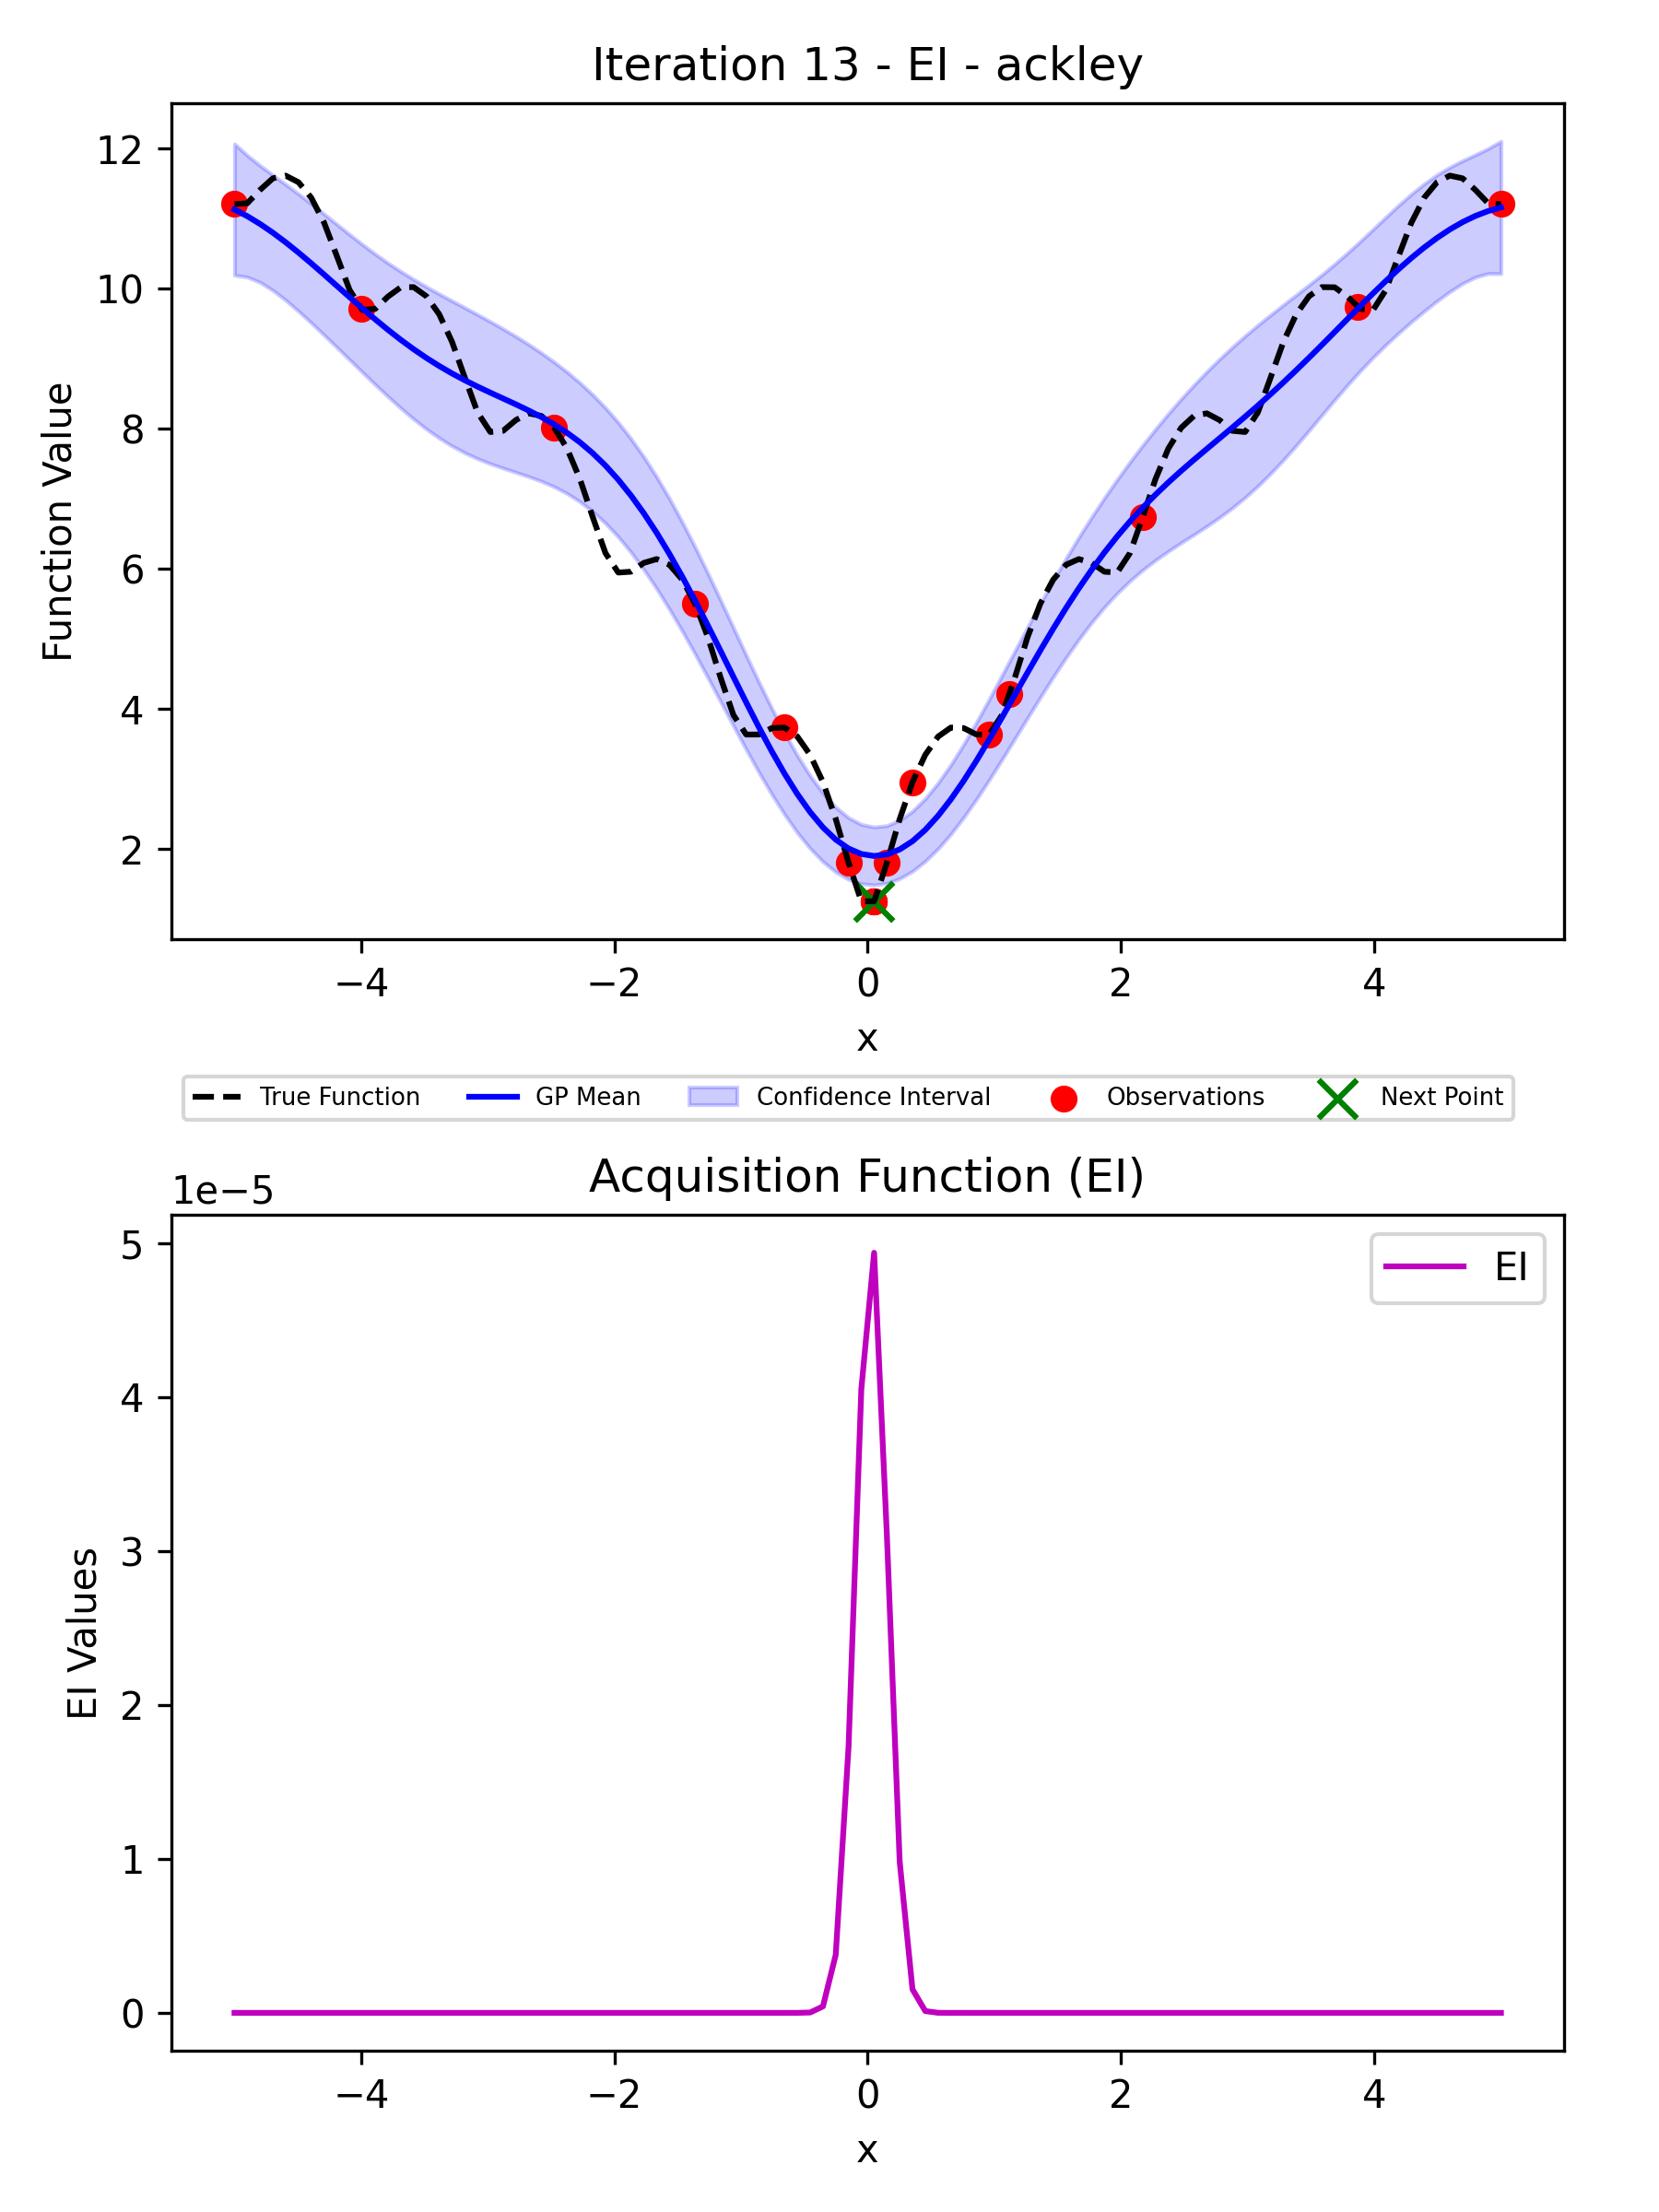 Iteration 13 - EI - ackley
12
10
8
6
4
2
Function Value
−4 −2 0 2 4
x
True Function GP Mean Confidence Interval Observations Next Point
Acquisition Function (EI)
1e−5
5
4
3
2
1
0
EI Values
EI
−4 −2 0 2 4
x